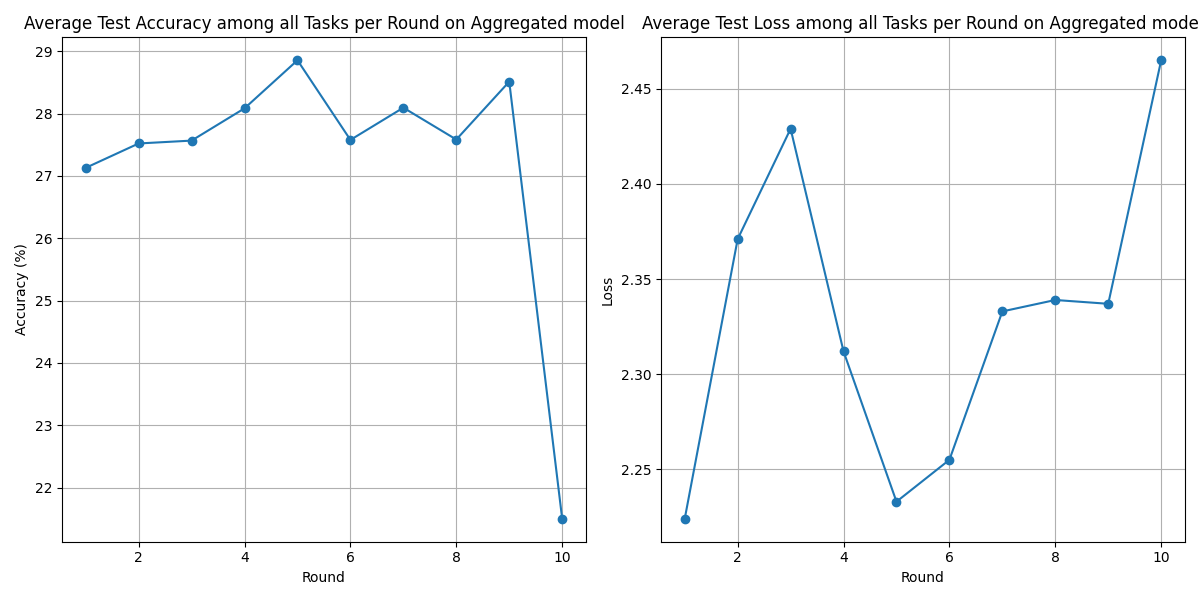 Average Test Accuracy among all Tasks per Round on Aggregated model
29
28
27
26
25
24
23
22
Accuracy (%)
2 4 6 8 10
Round
Average Test Loss among all Tasks per Round on Aggregated mode
2.45
2.40
2.35
2.30
2.25
Loss
2 4 6 8 10
Round